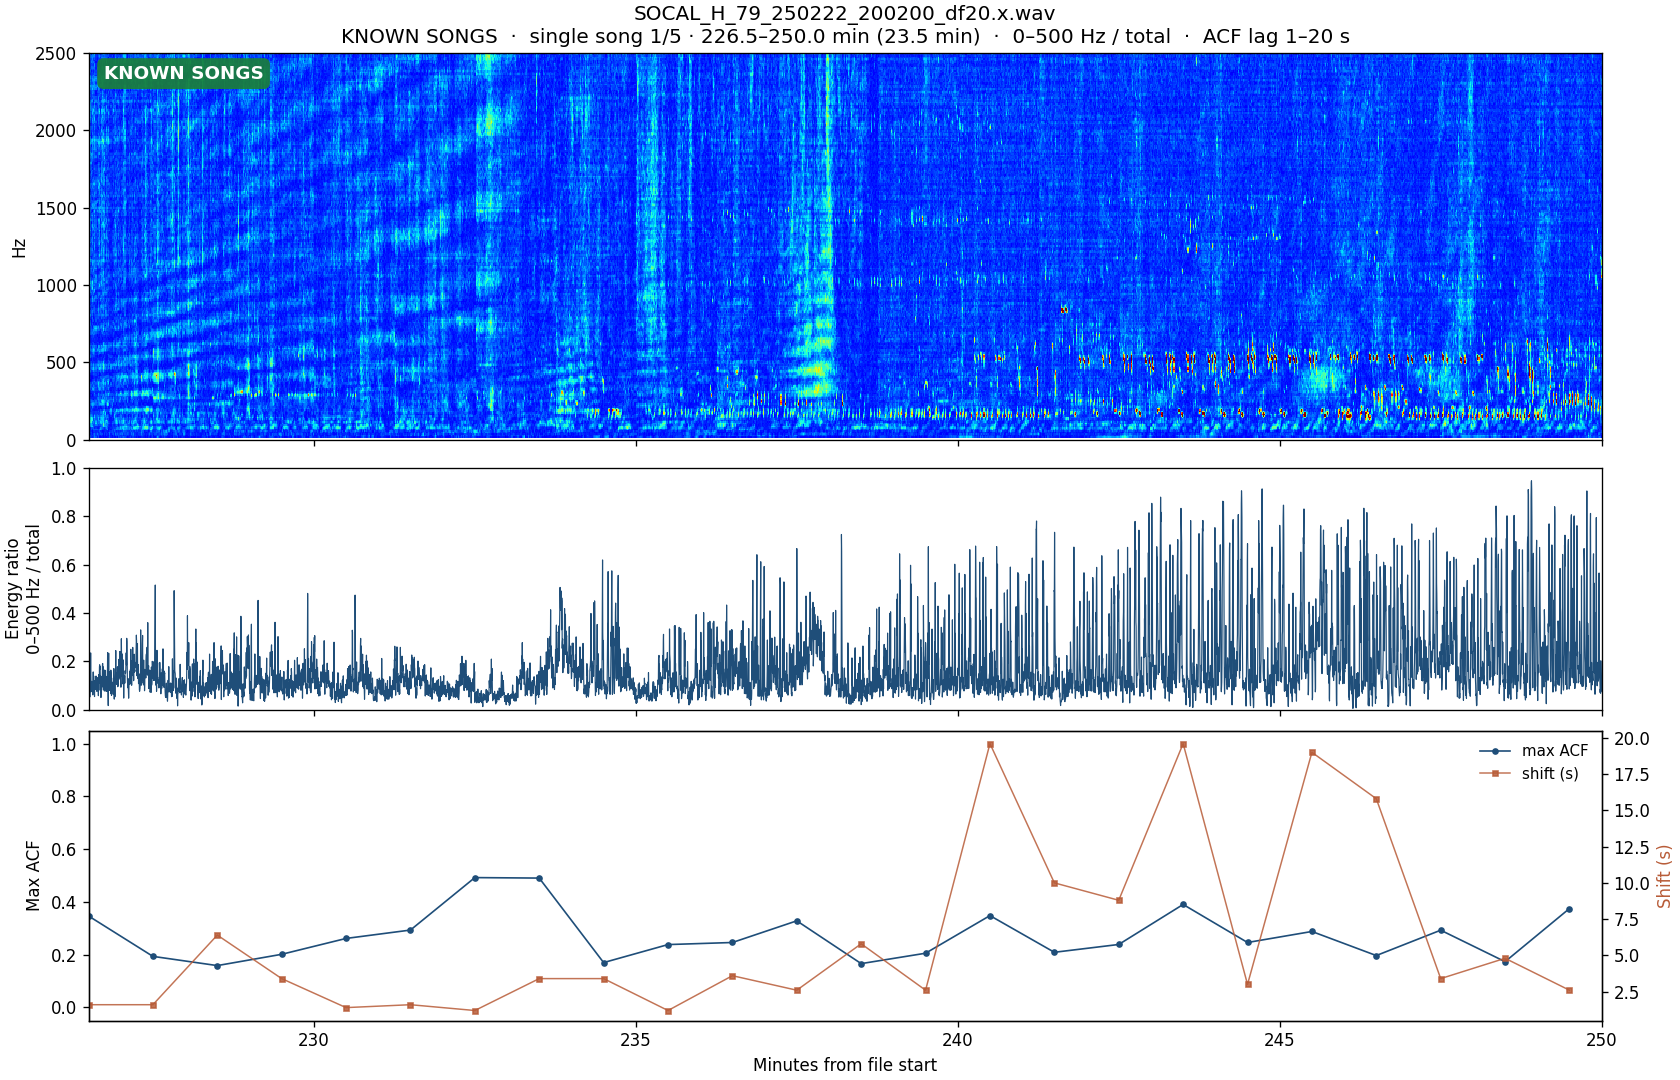 SOCAL_H_79_250222_200200_df20.x.wav
KNOWN SONGS · single song 1/5 · 226.5–250.0 min (23.5 min) · 0–500 Hz / total · ACF lag 1–20 s
KNOWN SONGS
2500
2000
1500
1000
500
0
Hz
1.0
0.8
0.6
0.4
0.2
0.0
Energy ratio
0–500 Hz / total
1.0
0.8
0.6
0.4
0.2
0.0
Max ACF
max ACF
shift (s)
20.0
17.5
15.0
12.5
10.0
7.5
5.0
2.5
Shift (s)
230
235
240
245
250
Minutes from file start